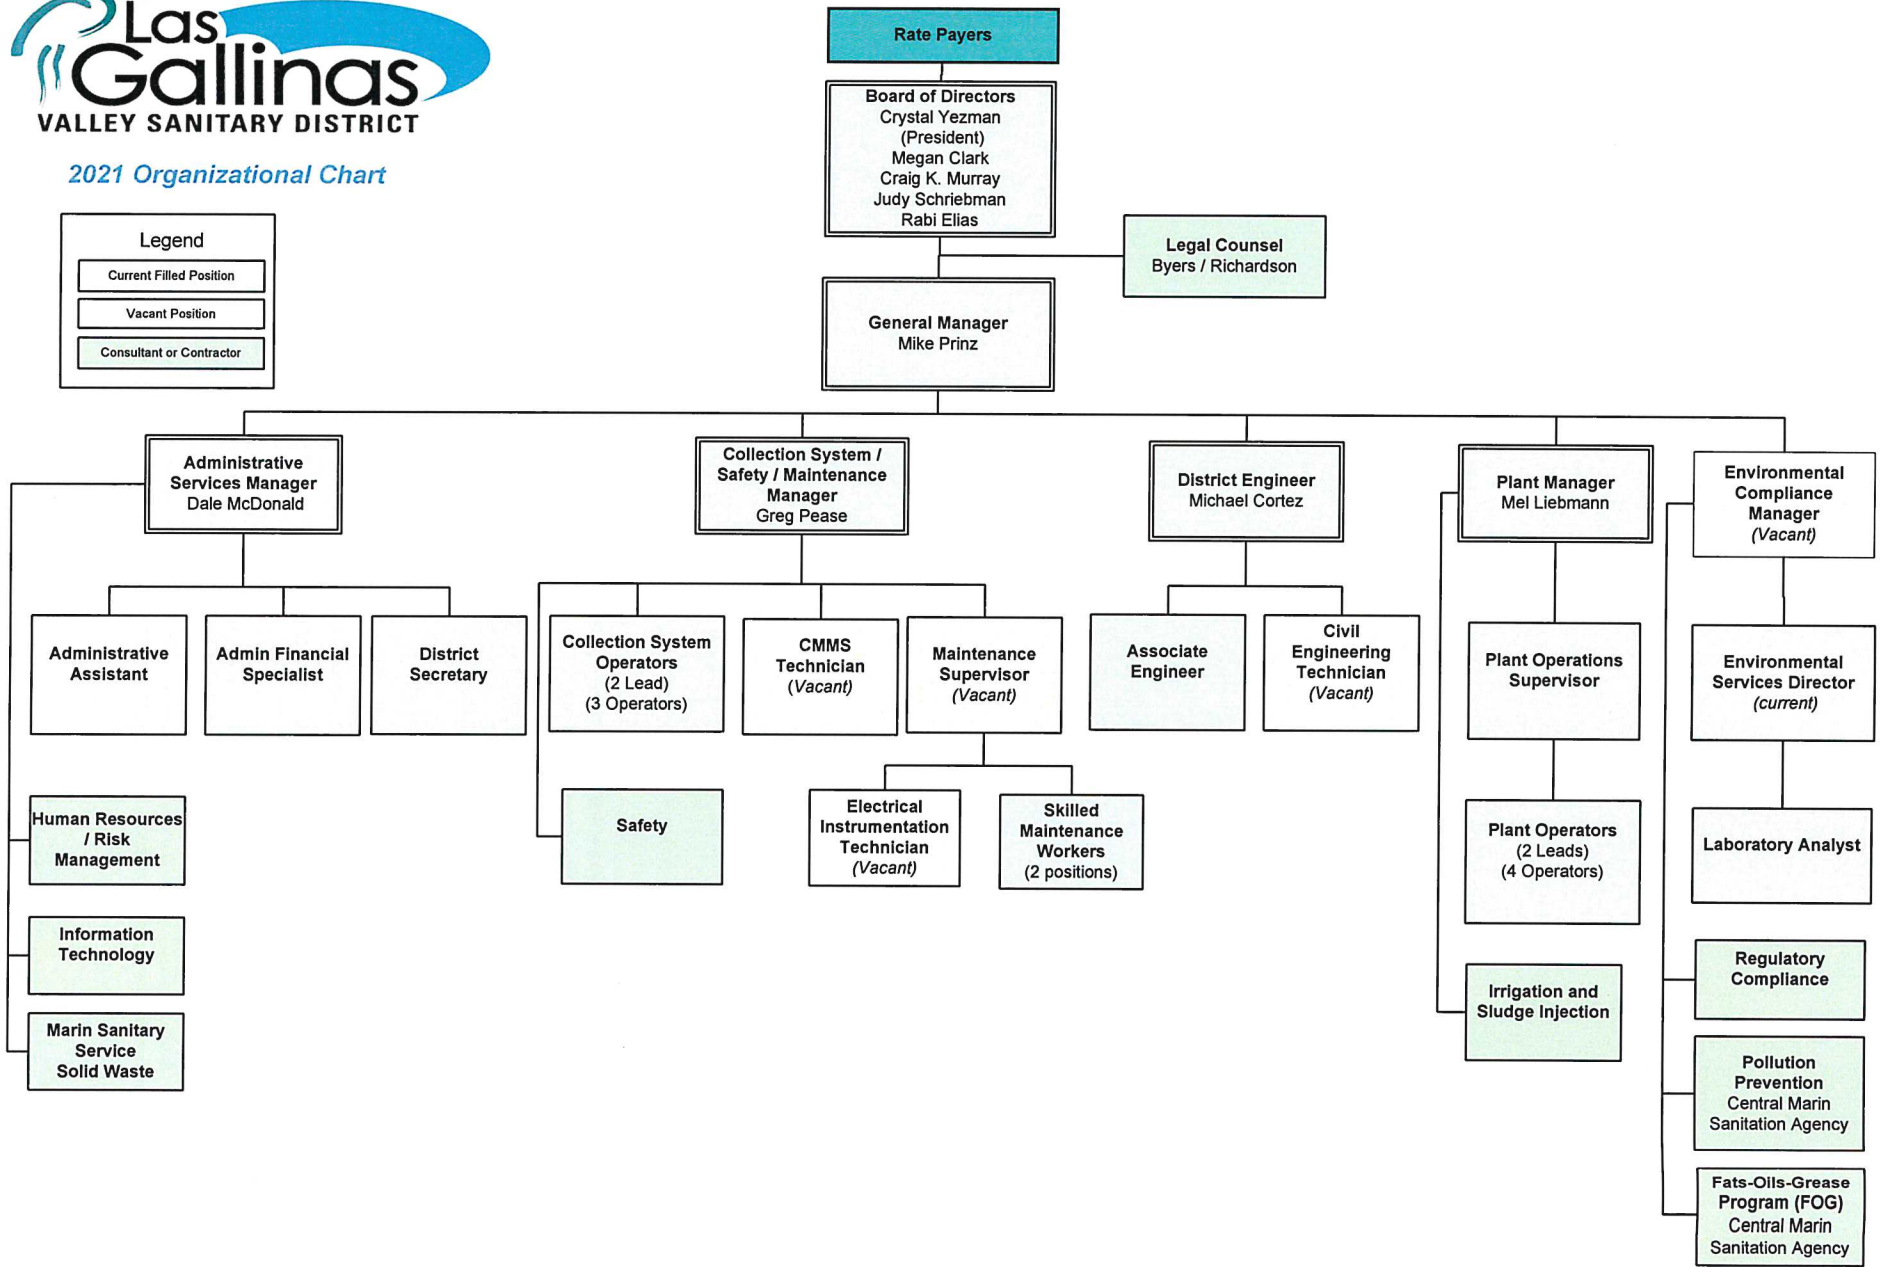 Las
Gallinas
VALLEY SANITARY DISTRICT
2021 Organizational Chart
Legend
Current Filled Position
Vacant Position
Consultant or Contractor
Rate Payers
Board of Directors
Crystal Yezman
(President)
Megan Clark
Craig K. Murray
Judy Schriebman
Rabi Elias
Legal Counsel
Byers / Richardson
General Manager
Mike Prinz
Administrative
Services Manager
Dale McDonald
Collection System /
Safety / Maintenance
Manager
Greg Pease
District Engineer
Michael Cortez
Plant Manager
Mel Liebmann
Environmental
Compliance
Manager
(Vacant)
Administrative
Assistant
Admin Financial
Specialist
District
Secretary
Collection System
Operators
(2 Lead)
(3 Operators)
CMMS
Technician
(Vacant)
Maintenance
Supervisor
(Vacant)
Associate
Engineer
Civil
Engineering
Technician
(Vacant)
Plant Operations
Supervisor
Environmental
Services Director
(current)
Human Resources
/ Risk
Management
Safety
Electrical
Instrumentation
Technician
(Vacant)
Skilled
Maintenance
Workers
(2 positions)
Plant Operators
(2 Leads)
(4 Operators)
Laboratory Analyst
Information
Technology
Marin Sanitary
Service
Solid Waste
Irrigation and
Sludge Injection
Regulatory
Compliance
Pollution
Prevention
Central Marin
Sanitation Agency
Fats-Oils-Grease
Program (FOG)
Central Marin
Sanitation Agency